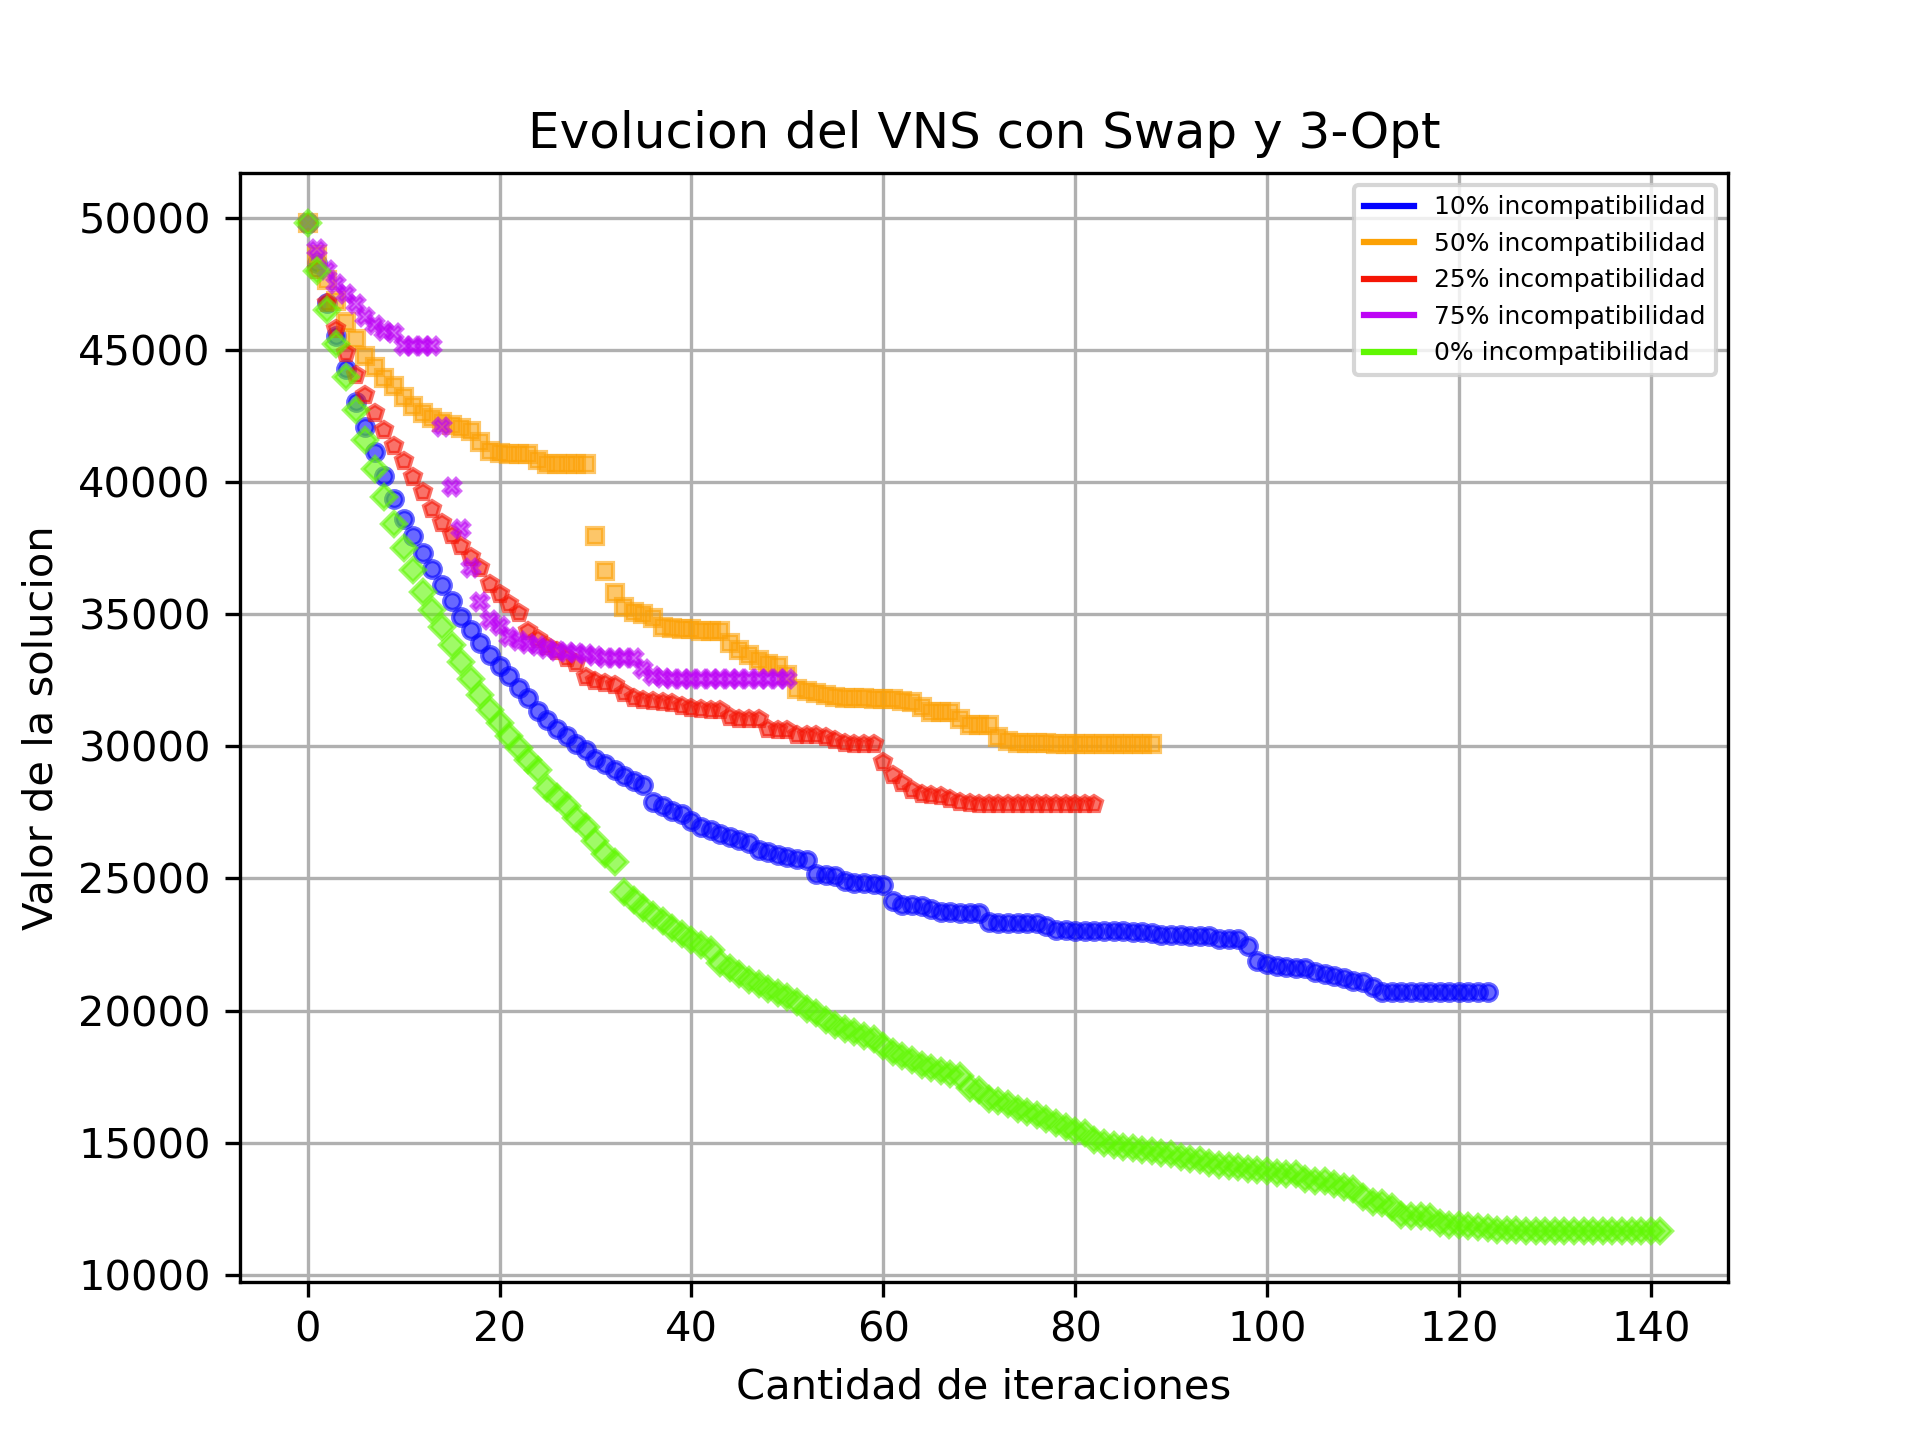 Evolucion del VNS con Swap y 3-Opt
10% incompatibilidad
50% incompatibilidad
25% incompatibilidad
75% incompatibilidad
0% incompatibilidad
Valor de la solucion
50000
45000
40000
35000
30000
25000
20000
15000
10000
0 20 40 60 80 100 120 140
Cantidad de iteraciones